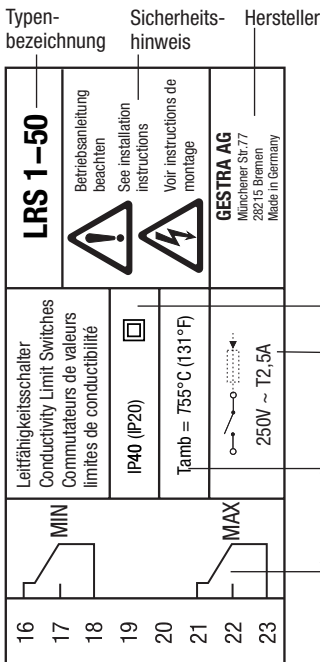 Typen-
bezeichnung
Sicherheits-
hinweis
Hersteller
LRS 1–50
Betriebsanleitung
beachten
See installation
instructions
Voir instructions de
montage
GESTRA AG
Münchener Str.77
28215 Bremen
Made in Germany
Leitfähigkeitsschalter
Conductivity Limit Switches
Commutateurs de valeurs
limites de conductibilité
IP40 (IP20)
Tamb = 755°C (131°F)
250V ~ T2,5A
MIN
MAX
16
17
18
19
20
21
22
23